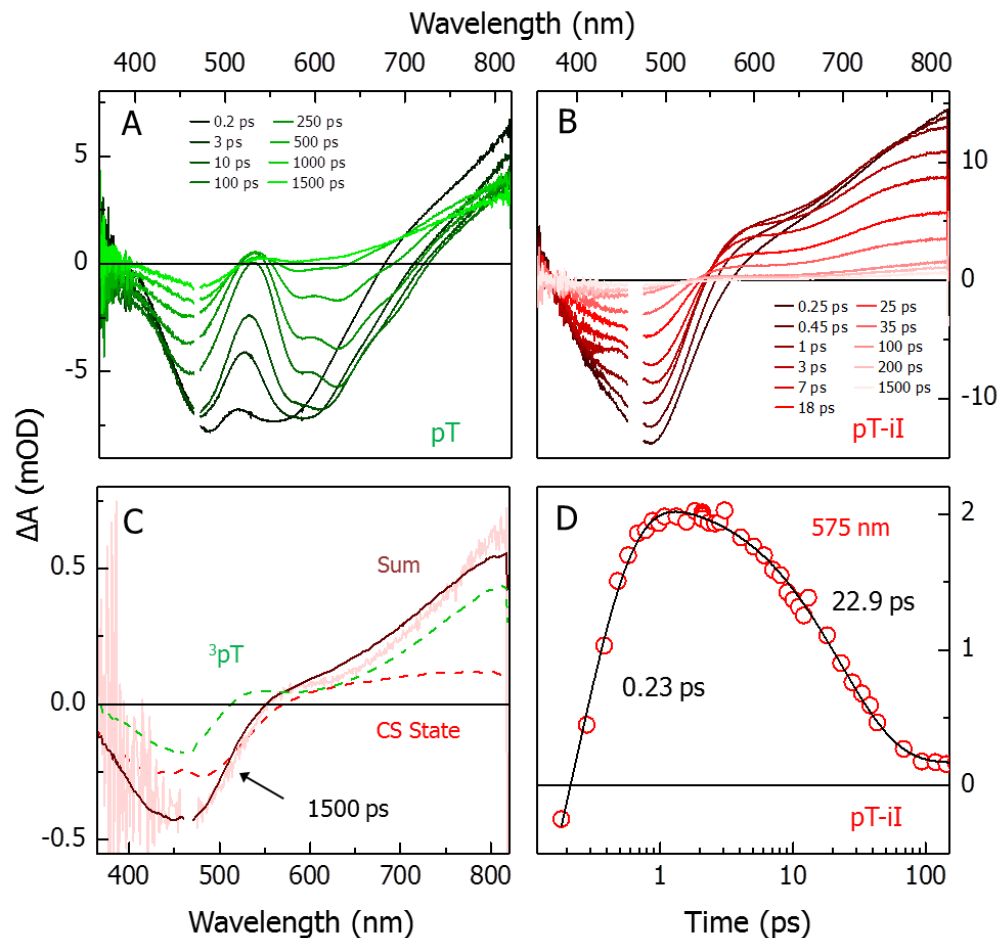 Wavelength (nm)
400 500 600 700 800 400 500 600 700 800
A
0.2 ps 250 ps
3 ps 500 ps
10 ps 1000 ps
100 ps 1500 ps
5
0
-5
pT
B
10
0
-10
0.25 ps 25 ps
0.45 ps 35 ps
1 ps 100 ps
3 ps 200 ps
7 ps 1500 ps
18 ps
pT-iI
ΔA (mOD)
C
0.5
0.0
-0.5
Sum
³pT
CS State
1500 ps
400 500 600 700 800
Wavelength (nm)
D
575 nm
2
1
0
22.9 ps
0.23 ps
pT-iI
1 10 100
Time (ps)